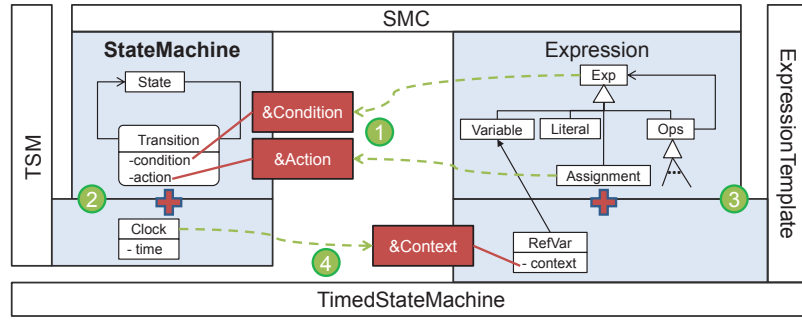 SMC
TSM
StateMachine
State
Transition
-condition
-action
&Condition
&Action
1
Expression
Exp
Variable
Literal
Ops
...
Assignment
ExpressionTemplate
2
3
Clock
- time
4
&Context
RefVar
- context
TimedStateMachine